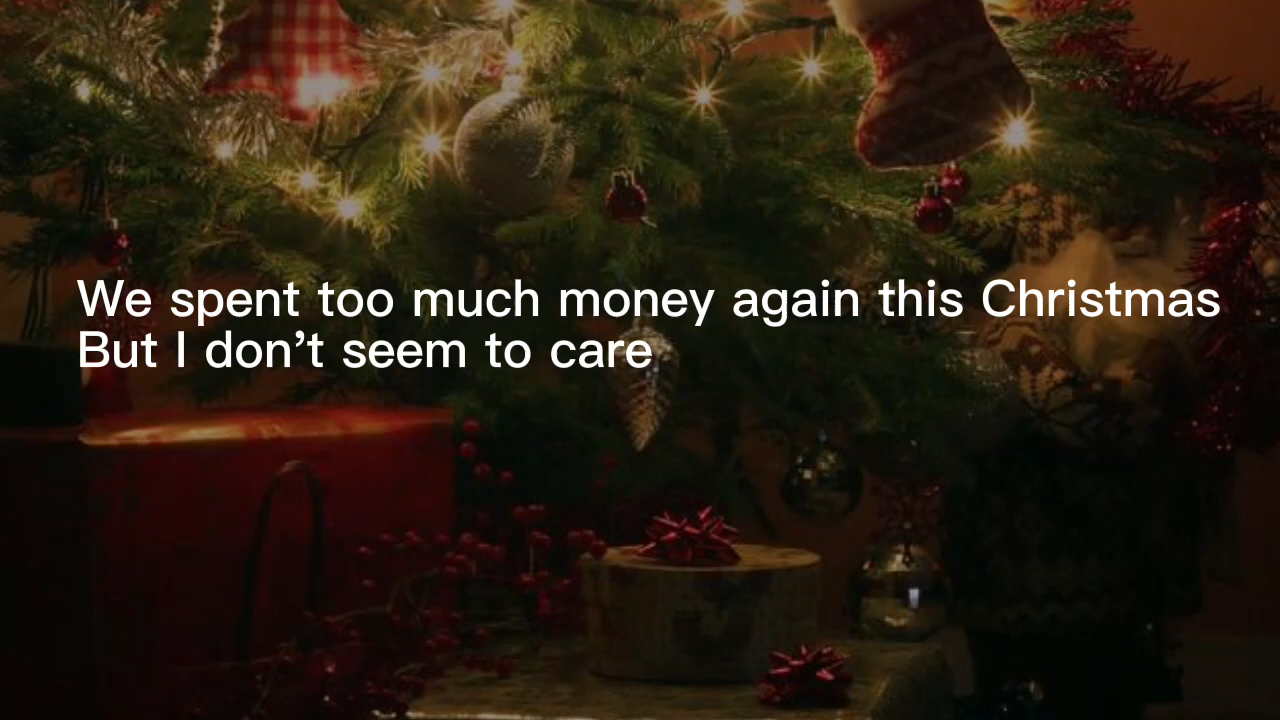 We spent too much money again this Christmas
But I don’t seem to care